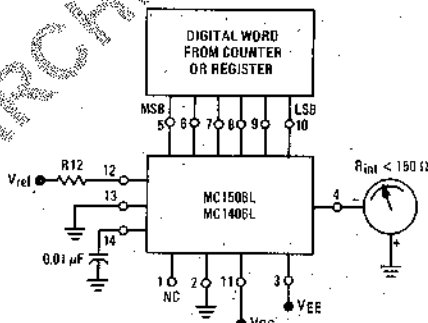 DIGITAL WORD
FROM COUNTER
OR REGISTER
MSB LSB
5 6 7 8 9 10
Vref R12 12
13
14
0.01 μF
MC1506L
MC1406L
4
Rint < 150 Ω
-
+
1 2 11 3
NC
VEE